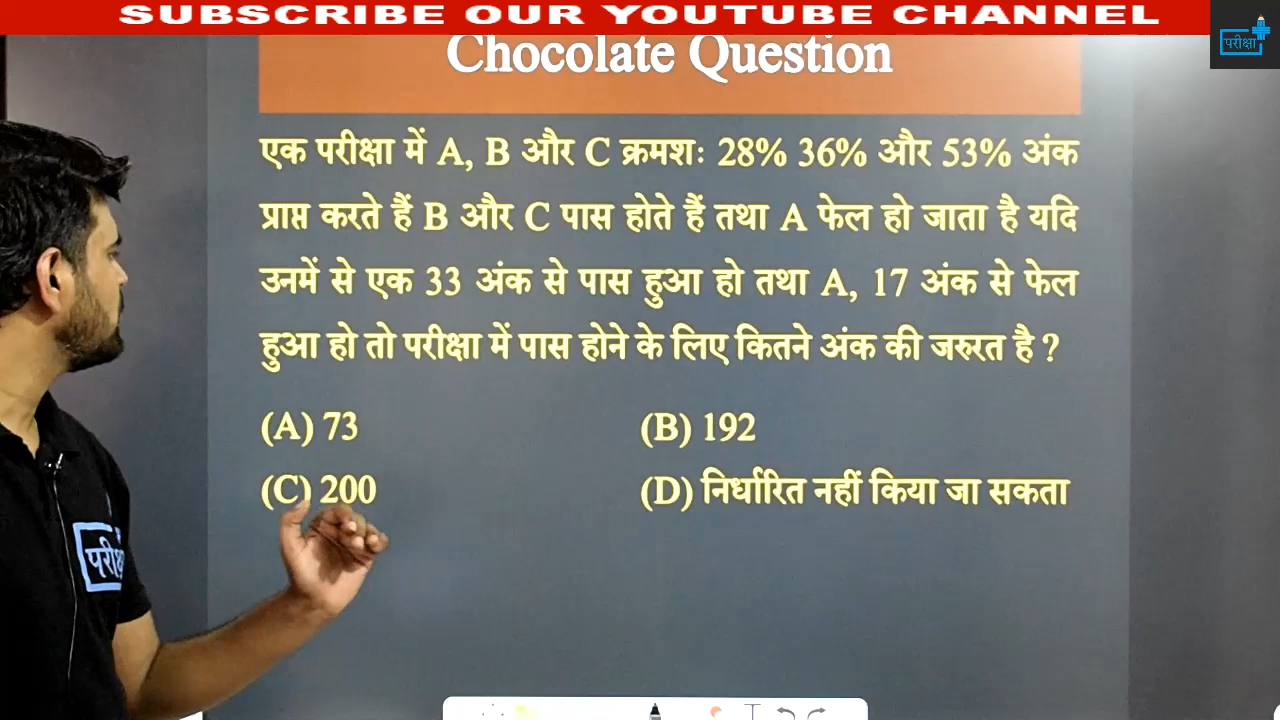 SUBSCRIBE OUR YOUTUBE CHANNEL
परीक्षा
Chocolate Question
एक परीक्षा में A, B और C क्रमशः 28% 36% और 53% अंक
प्राप्त करते हैं B और C पास होते हैं तथा A फेल हो जाता है यदि
उनमें से एक 33 अंक से पास हुआ हो तथा A, 17 अंक से फेल
हुआ हो तो परीक्षा में पास होने के लिए कितने अंक की जरुरत है ?
(A) 73
(B) 192
(C) 200
(D) निर्धारित नहीं किया जा सकता
परीक्षा